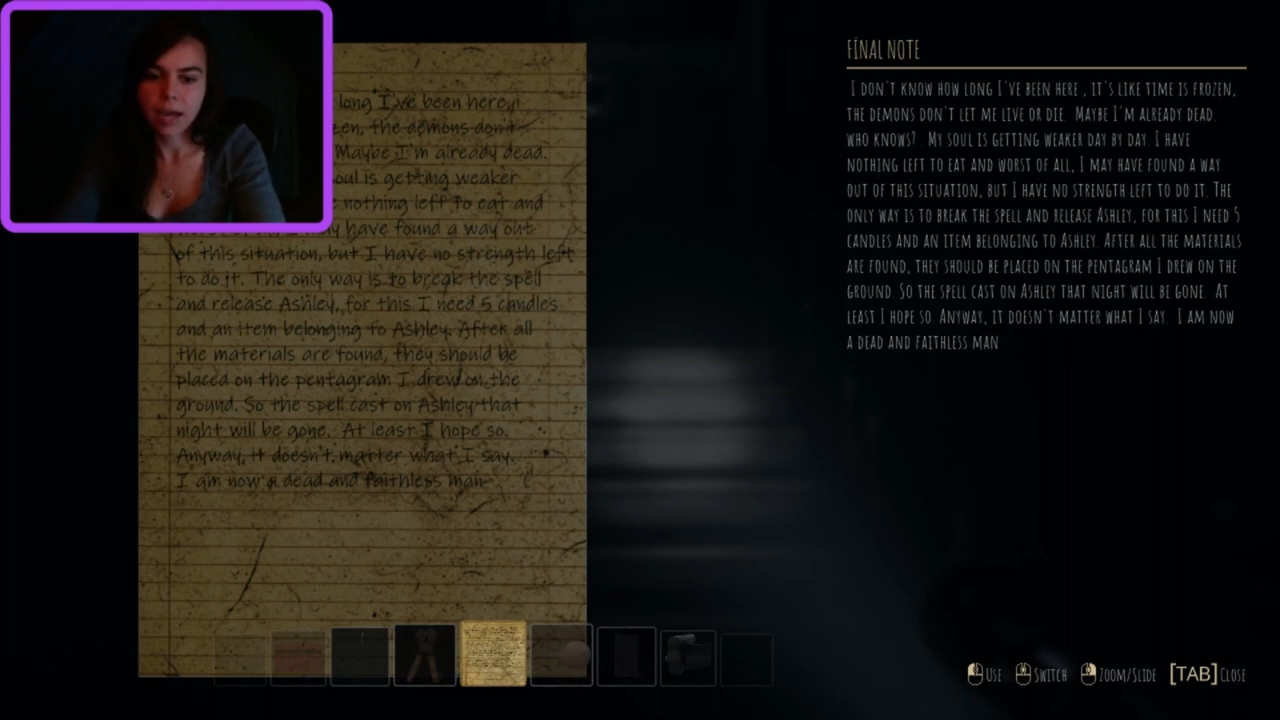 long I've been here,
zen, the demons don't
Maybe I'm already dead.
oul is getting weaker
nothing left to eat and
may have found a way out
of this situation, but I have no strength left
to do it. The only way is to break the spell
and release Ashley, for this I need 5 candles
and an item belonging to Ashley. After all
the materials are found, they should be
placed on the pentagram I drew on the
ground. So the spell cast on Ashley that
night will be gone. At least I hope so.
Anyway, it doesn't matter what I say.
I am now a dead and faithless man
FİNAL NOTE
I DON'T KNOW HOW LONG I'VE BEEN HERE , IT'S LIKE TIME IS FROZEN,
THE DEMONS DON'T LET ME LIVE OR DIE. MAYBE I'M ALREADY DEAD.
WHO KNOWS? . MY SOUL IS GETTING WEAKER DAY BY DAY. I HAVE
NOTHING LEFT TO EAT AND WORST OF ALL, I MAY HAVE FOUND A WAY
OUT OF THIS SITUATION, BUT I HAVE NO STRENGTH LEFT TO DO IT. THE
ONLY WAY IS TO BREAK THE SPELL AND RELEASE ASHLEY, FOR THIS I NEED 5
CANDLES AND AN ITEM BELONGING TO ASHLEY. AFTER ALL THE MATERIALS
ARE FOUND, THEY SHOULD BE PLACED ON THE PENTAGRAM I DREW ON THE
GROUND. SO THE SPELL CAST ON ASHLEY THAT NIGHT WILL BE GONE. AT
LEAST I HOPE SO. ANYWAY, IT DOESN'T MATTER WHAT I SAY. I AM NOW
A DEAD AND FAITHLESS MAN
USE SWITCH ZOOM/SLIDE [TAB] CLOSE